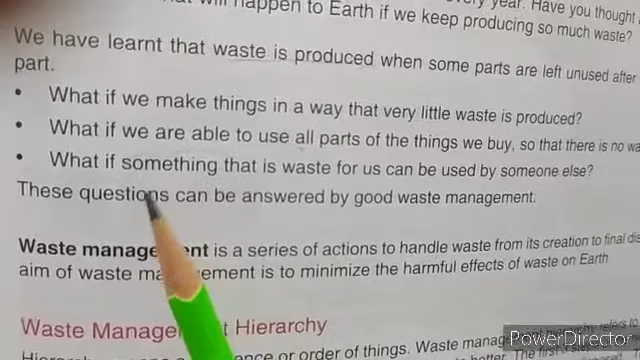 will happen to Earth if we keep producing so much waste?
year. Have you thought
We have learnt that waste is produced when some parts are left unused after
part.
• What if we make things in a way that very little waste is produced?
• What if we are able to use all parts of the things we buy, so that there is no
• What if something that is waste for us can be used by someone else?
These questions can be answered by good waste management.
Waste management is a series of actions to handle waste from its creation to final
aim of waste management is to minimize the harmful effects of waste on Earth
Waste Management Hierarchy
or order of things. Waste
PowerDirector